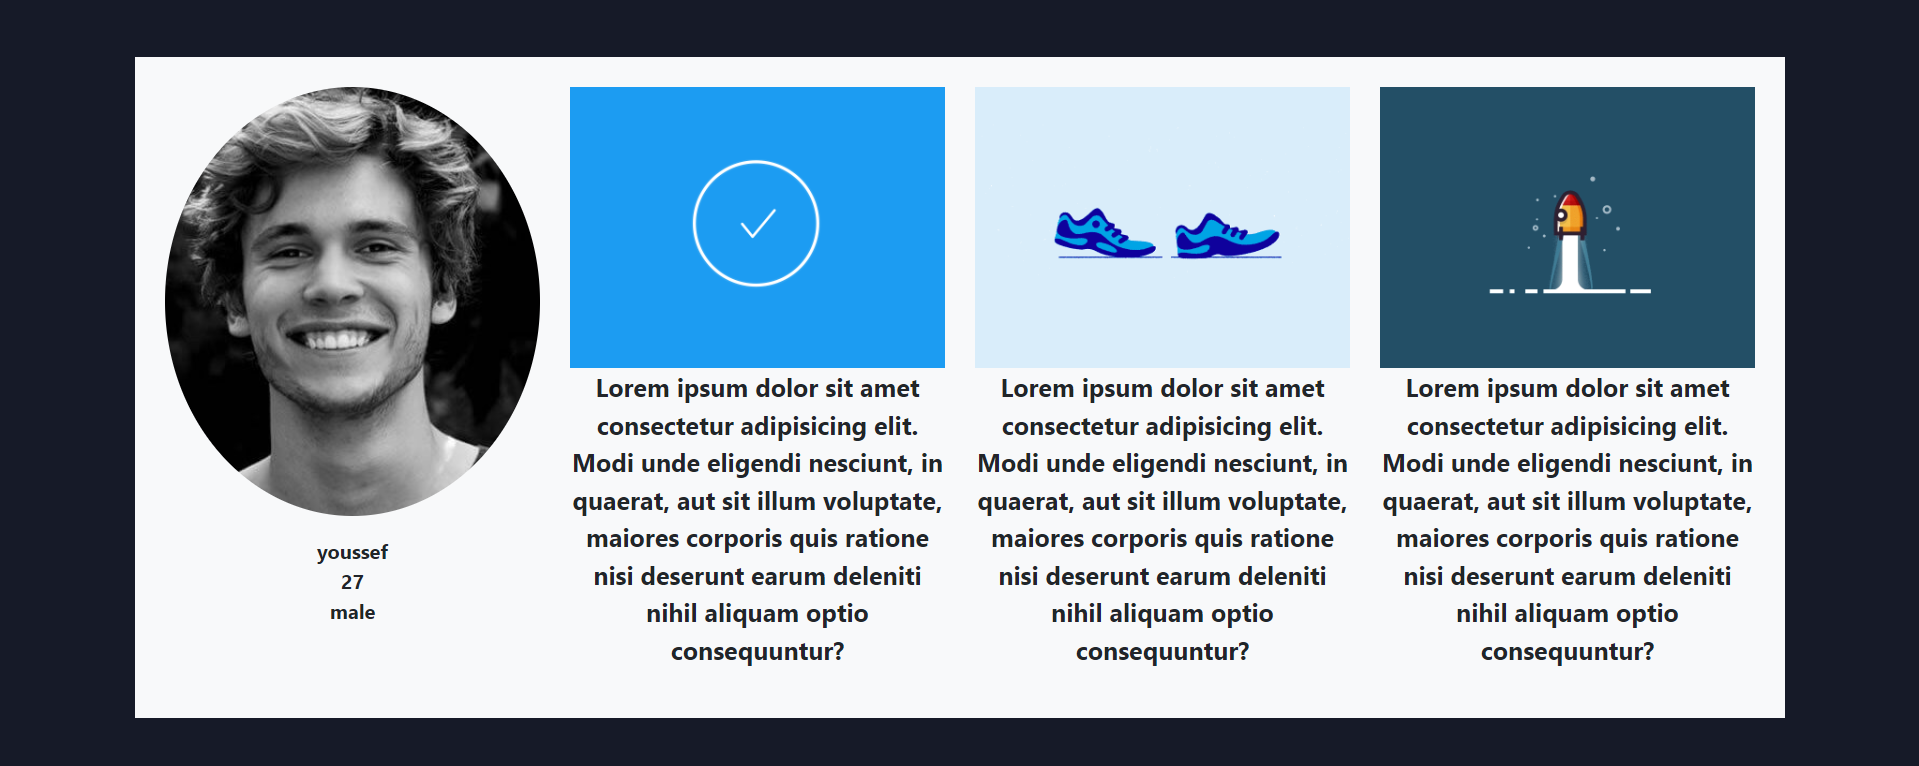 youssef
27
male
Lorem ipsum dolor sit amet
consectetur adipisicing elit.
Modi unde eligendi nesciunt, in
quaerat, aut sit illum voluptate,
maiores corporis quis ratione
nisi deserunt earum deleniti
nihil aliquam optio
consequuntur?
Lorem ipsum dolor sit amet
consectetur adipisicing elit.
Modi unde eligendi nesciunt, in
quaerat, aut sit illum voluptate,
maiores corporis quis ratione
nisi deserunt earum deleniti
nihil aliquam optio
consequuntur?
Lorem ipsum dolor sit amet
consectetur adipisicing elit.
Modi unde eligendi nesciunt, in
quaerat, aut sit illum voluptate,
maiores corporis quis ratione
nisi deserunt earum deleniti
nihil aliquam optio
consequuntur?